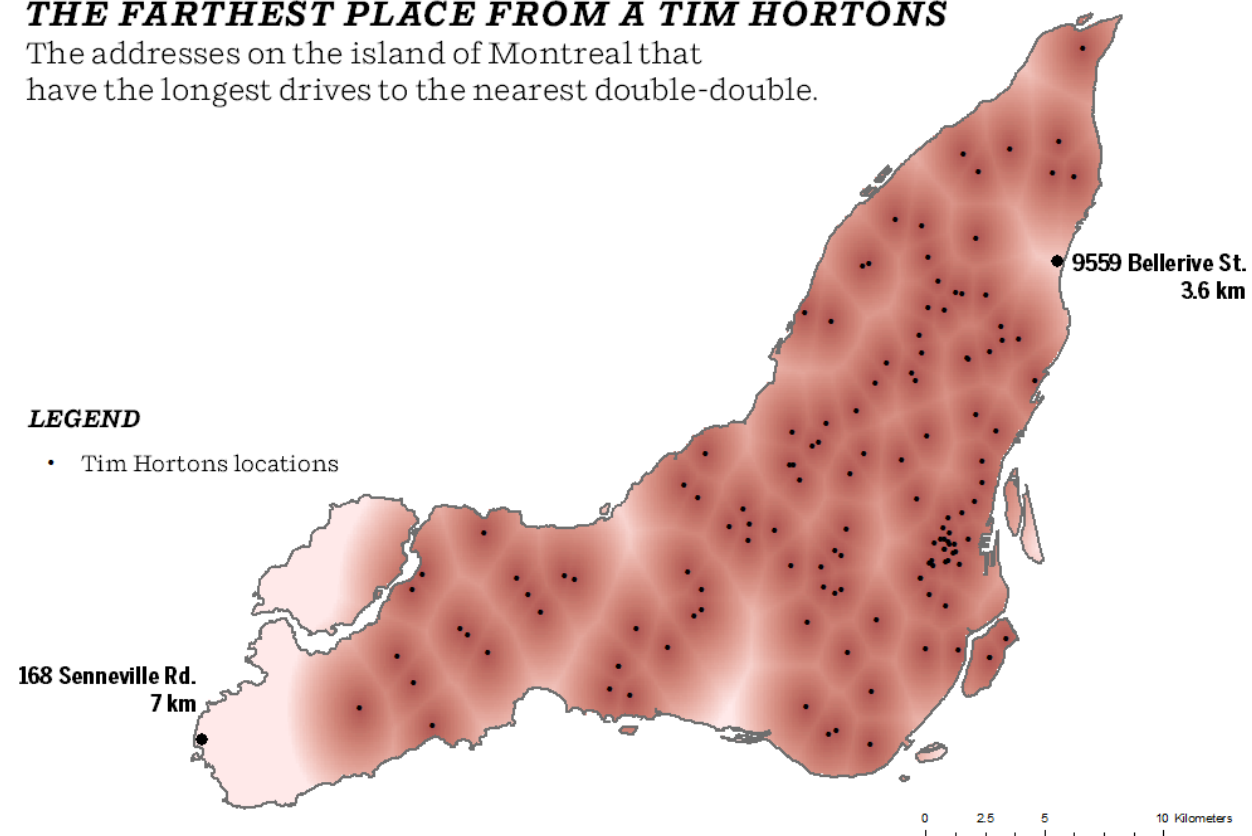 THE FARTHEST PLACE FROM A TIM HORTONS
The addresses on the island of Montreal that
have the longest drives to the nearest double-double.
9559 Bellerive St.
3.6 km
LEGEND
• Tim Hortons locations
168 Senneville Rd.
7 km
0 2.5 5 10 Kilometers